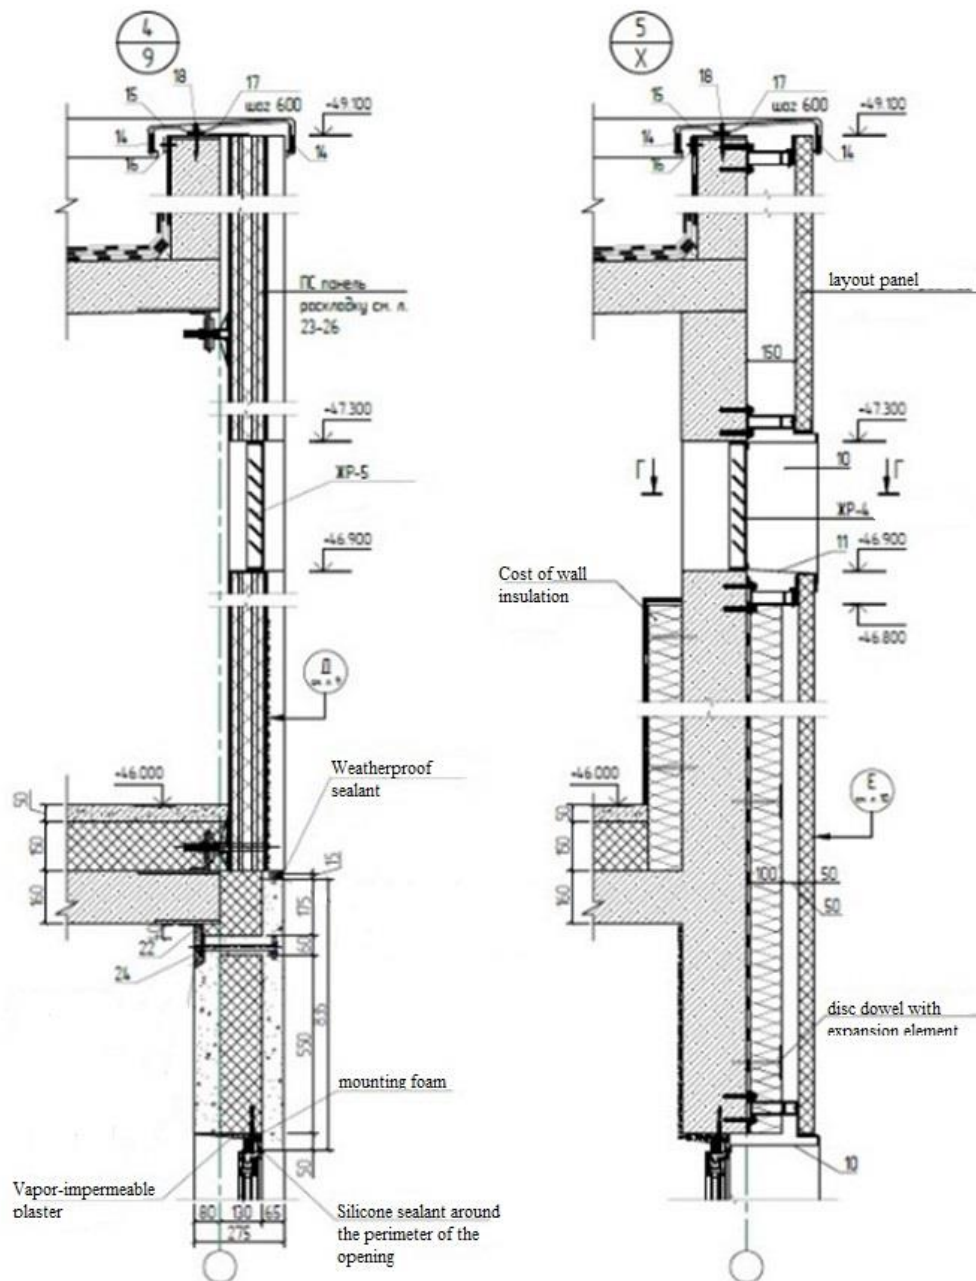 4
9
18
17
15
шаг 600
+49.100
14
14
16
ПС панель
раскладку см. л.
23-26
+47.300
ЖР-5
+46.900
Д
см. л. 9
Weatherproof
sealant
+46.000
50
150
160
15
175
60
22
24
835
550
mounting foam
50
Vapor-impermeable
plaster
80
130
65
275
Silicone sealant around
the perimeter of the
opening
5
X
18
17
15
шаг 600
+49.100
14
14
16
layout panel
150
+47.300
Г
10
Г
ЖР-4
11
+46.900
Cost of wall
insulation
+46.800
+46.000
Е
50
150
160
100
50
50
disc dowel with
expansion element
10